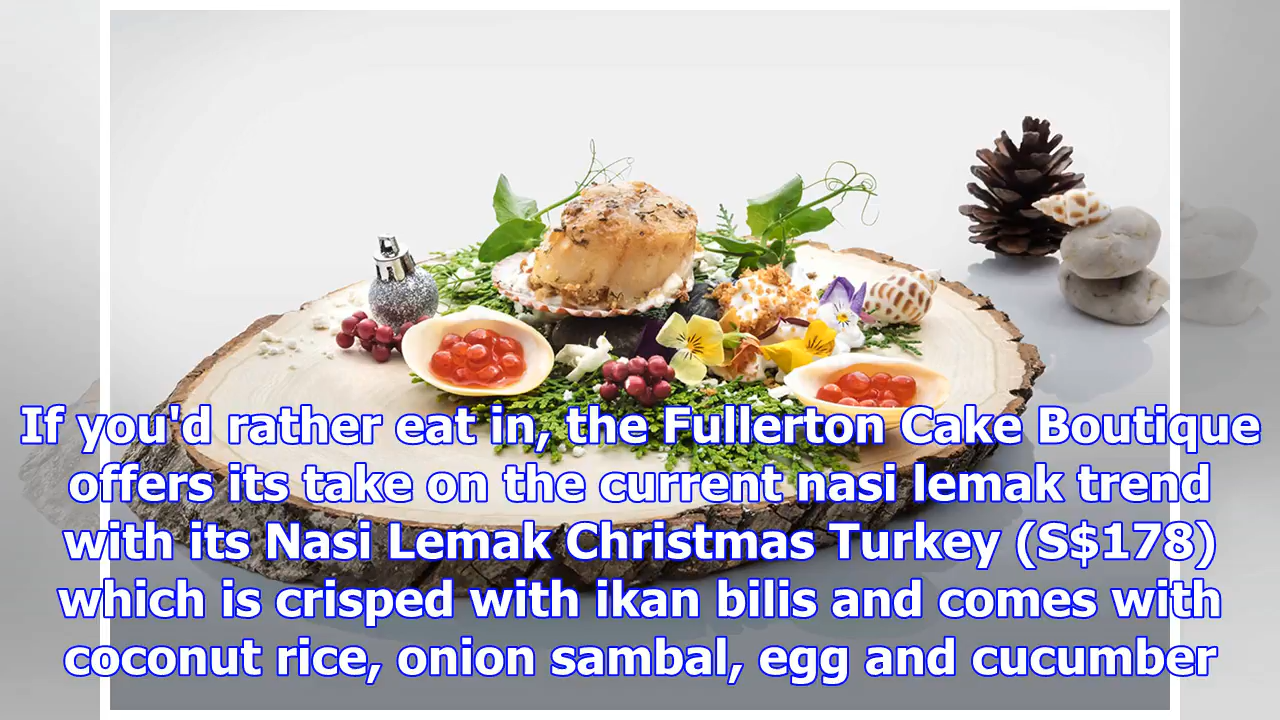 If you'd rather eat in, the Fullerton Cake Boutique
offers its take on the current nasi lemak trend
with its Nasi Lemak Christmas Turkey (S$178)
which is crisped with ikan bilis and comes with
coconut rice, onion sambal, egg and cucumber